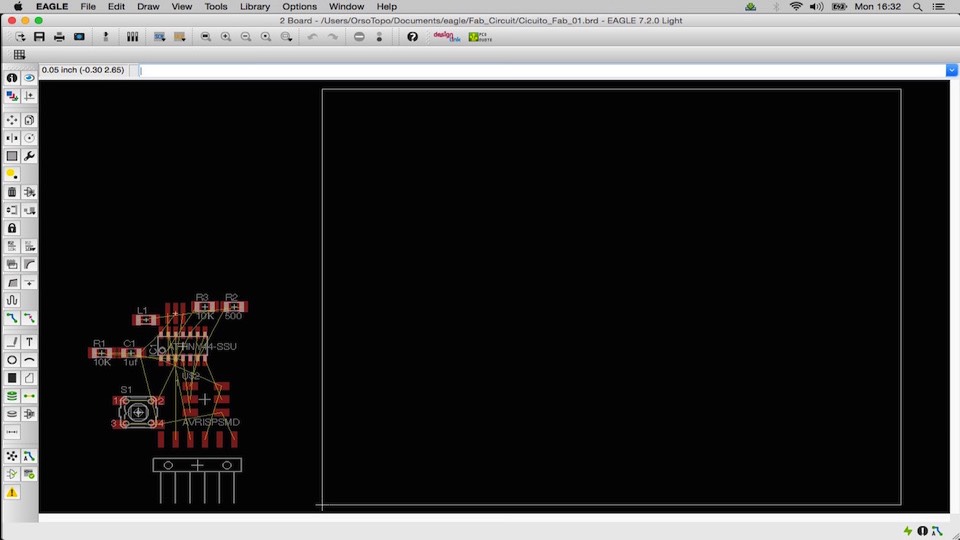 EAGLE File Edit Draw View Tools Library Options Window Help Mon 16:32
2 Board - /Users/OrsoTopo/Documents/eagle/Fab_Circuit/Cicuito_Fab_01.brd - EAGLE 7.2.0 Light
0.05 inch (-0.30 2.65)
R3 R2
10K 500
L1
R1 C1
10K 1uf
S1
1 2
3 4
AVRISPSMD